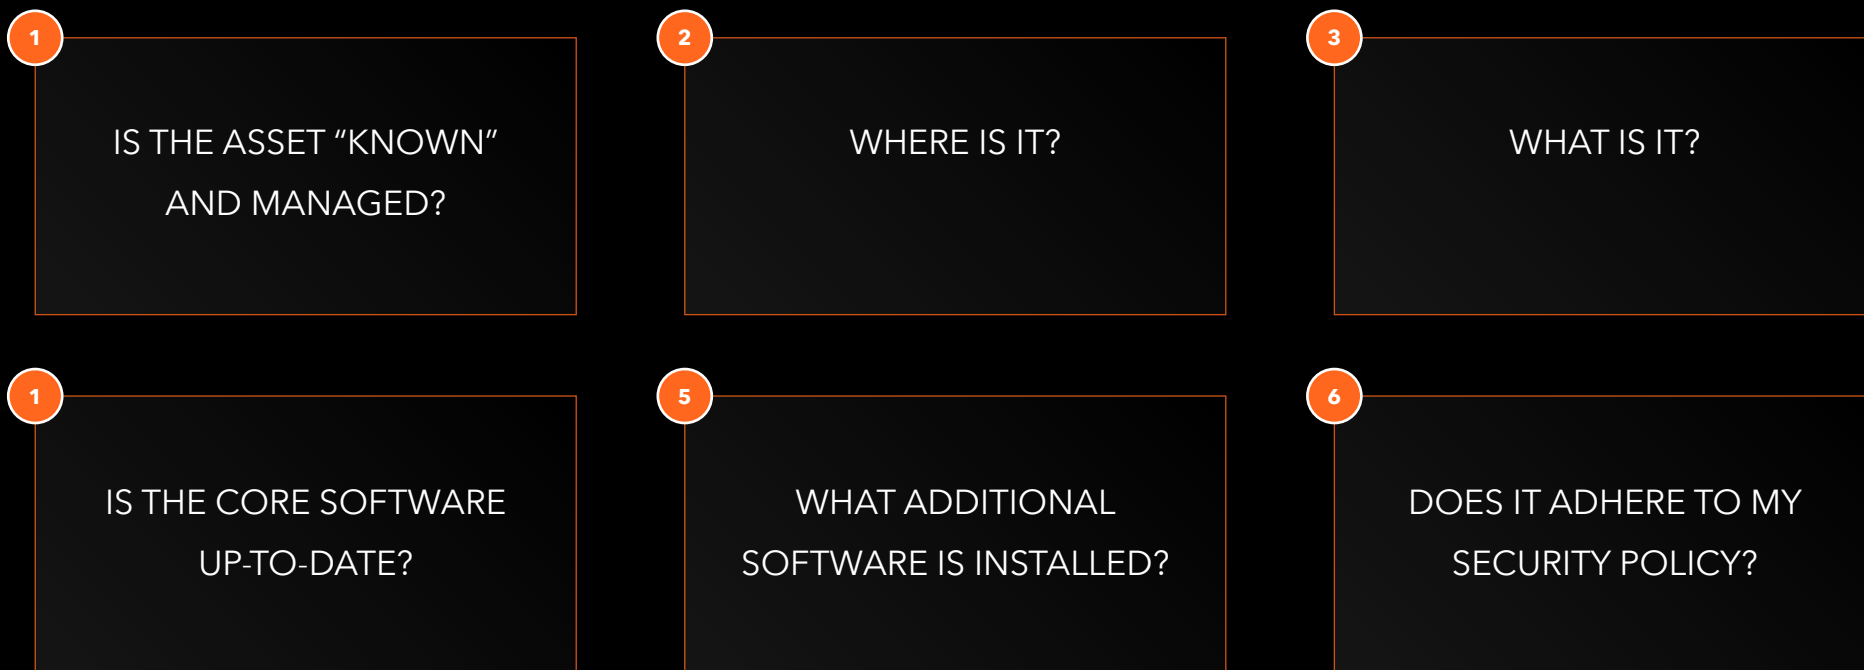 1
IS THE ASSET “KNOWN”
AND MANAGED?
2
WHERE IS IT?
3
WHAT IS IT?
1
IS THE CORE SOFTWARE
UP-TO-DATE?
5
WHAT ADDITIONAL
SOFTWARE IS INSTALLED?
6
DOES IT ADHERE TO MY
SECURITY POLICY?